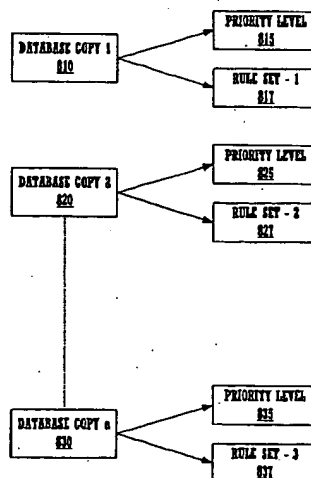 DATABASE COPY 1
810
PRIORITY LEVEL
815
RULE SET - 1
817
DATABASE COPY 2
820
PRIORITY LEVEL
825
RULE SET - 2
827
DATABASE COPY n
830
PRIORITY LEVEL
835
RULE SET - 3
837